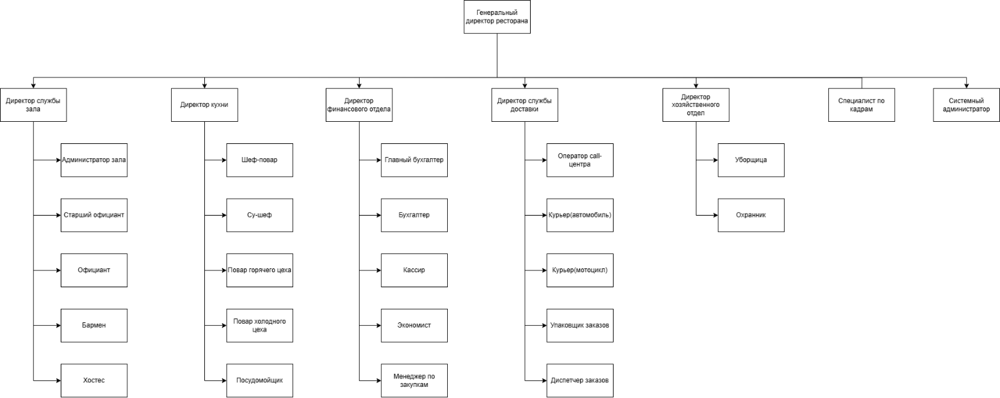 Генеральный
директор ресторана
Директор службы
зала
Директор кухни
Директор
финансового отдела
Директор службы
доставки
Директор
хозяйственного
отдел
Специалист по
кадрам
Системный
администратор
Администратор зала
Шеф-повар
Главный бухгалтер
Оператор call-
центра
Уборщица
Старший официант
Су-шеф
Бухгалтер
Курьер(автомобиль)
Охранник
Официант
Повар горячего цеха
Кассир
Курьер(мотоцикл)
Бармен
Повар холодного
цеха
Экономист
Упаковщик заказов
Хостес
Посудомойщик
Менеджер по
закупкам
Диспетчер заказов